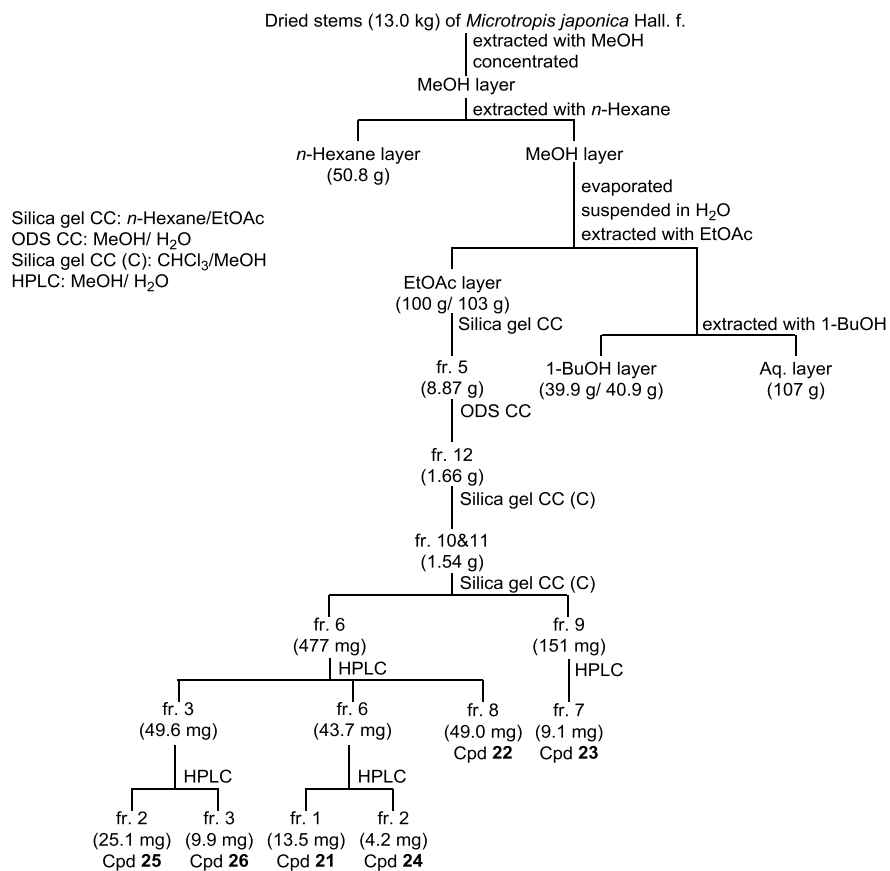 Dried stems (13.0 kg) of Microtropis japonica Hall. f.
extracted with MeOH
concentrated
MeOH layer
extracted with n-Hexane
n-Hexane layer
(50.8 g)
MeOH layer
evaporated
suspended in H₂O
extracted with EtOAc
Silica gel CC: n-Hexane/EtOAc
ODS CC: MeOH/ H₂O
Silica gel CC (C): CHCl₃/MeOH
HPLC: MeOH/ H₂O
EtOAc layer
(100 g/ 103 g)
Silica gel CC
extracted with 1-BuOH
1-BuOH layer
(39.9 g/ 40.9 g)
Aq. layer
(107 g)
fr. 5
(8.87 g)
ODS CC
fr. 12
(1.66 g)
Silica gel CC (C)
fr. 10&11
(1.54 g)
Silica gel CC (C)
fr. 6
(477 mg)
HPLC
fr. 9
(151 mg)
HPLC
fr. 3
(49.6 mg)
fr. 6
(43.7 mg)
fr. 8
(49.0 mg)
Cpd 22
fr. 7
(9.1 mg)
Cpd 23
HPLC
HPLC
fr. 2
(25.1 mg)
Cpd 25
fr. 3
(9.9 mg)
Cpd 26
fr. 1
(13.5 mg)
Cpd 21
fr. 2
(4.2 mg)
Cpd 24